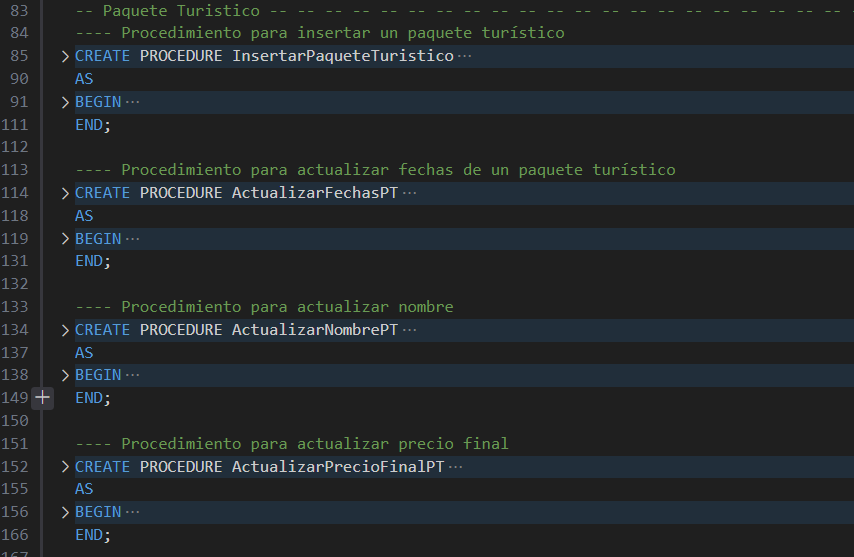 83 -- Paquete Turistico -- -- -- -- -- -- -- -- -- -- -- -- -- -- -- -- -- -- -- -- -- --
84 ---- Procedimiento para insertar un paquete turístico
85 CREATE PROCEDURE InsertarPaqueteTuristico ···
90 AS
91 BEGIN ···
111 END;
112
113 ---- Procedimiento para actualizar fechas de un paquete turístico
114 CREATE PROCEDURE ActualizarFechasPT ···
118 AS
119 BEGIN ···
131 END;
132
133 ---- Procedimiento para actualizar nombre
134 CREATE PROCEDURE ActualizarNombrePT ···
137 AS
138 BEGIN ···
149 END;
150
151 ---- Procedimiento para actualizar precio final
152 CREATE PROCEDURE ActualizarPrecioFinalPT ···
155 AS
156 BEGIN ···
166 END;
167